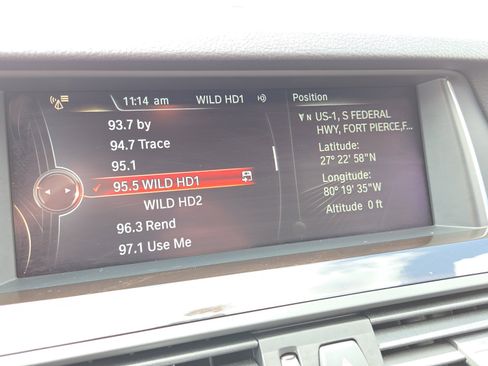 11:14 am WILD HD1
93.7 by
94.7 Trace
95.1
95.5 WILD HD1
WILD HD2
96.3 Rend
97.1 Use Me
Position
N US-1, S FEDERAL
HWY, FORT PIERCE,F...
Latitude:
27° 22' 58"N
Longitude:
80° 19' 35"W
Altitude 0 ft